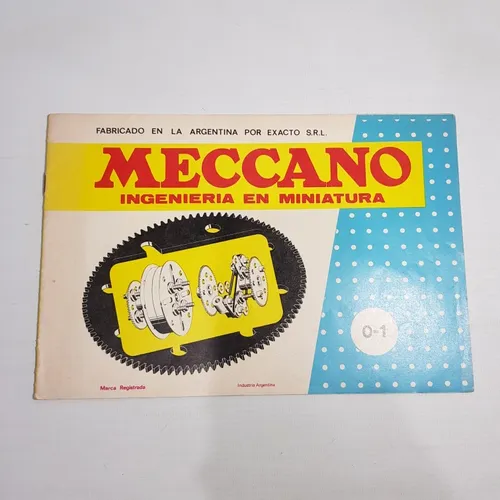 FABRICADO EN LA ARGENTINA POR EXACTO S.R.L.
MECCANO
INGENIERIA EN MINIATURA
0-1
Marca Registrada
Industria Argentina